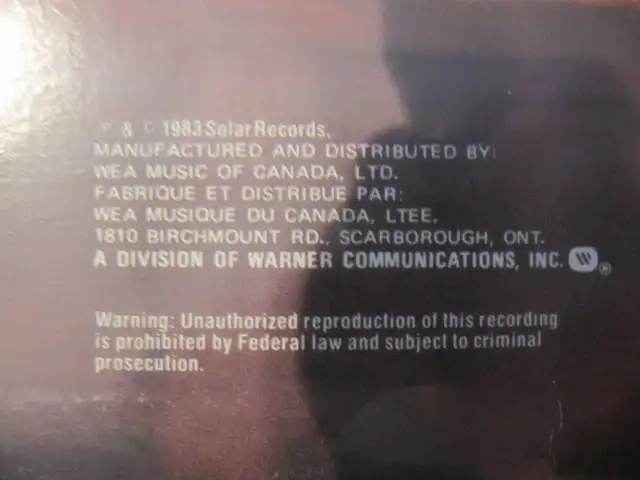 ℗ & © 1983 Solar Records.
MANUFACTURED AND DISTRIBUTED BY:
WEA MUSIC OF CANADA, LTD.
FABRIQUE ET DISTRIBUE PAR:
WEA MUSIQUE DU CANADA, LTEE.
1810 BIRCHMOUNT RD., SCARBOROUGH, ONT.
A DIVISION OF WARNER COMMUNICATIONS, INC. ®
Warning: Unauthorized reproduction of this recording
is prohibited by Federal law and subject to criminal
prosecution.